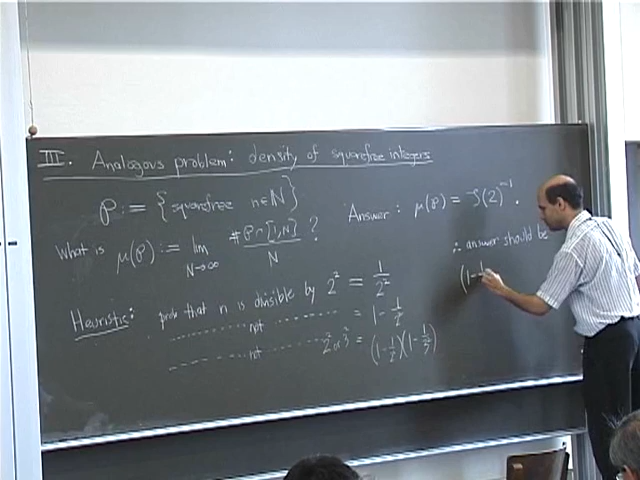 III. Analogous problem: density of squarefree integers
𝒫 := { squarefree n ∈ ℕ }
Answer: μ(𝒫) = ζ(2)⁻¹.
What is μ(𝒫) := lim N→∞ #𝒫∩[1,N] / N ?
∴ answer should be
(1-1
Heuristic: prob that n is divisible by 2² = 1/2²
............ not ............ = 1 - 1/2²
............ not ............ 2² or 3² = (1-1/2²)(1-1/3²)